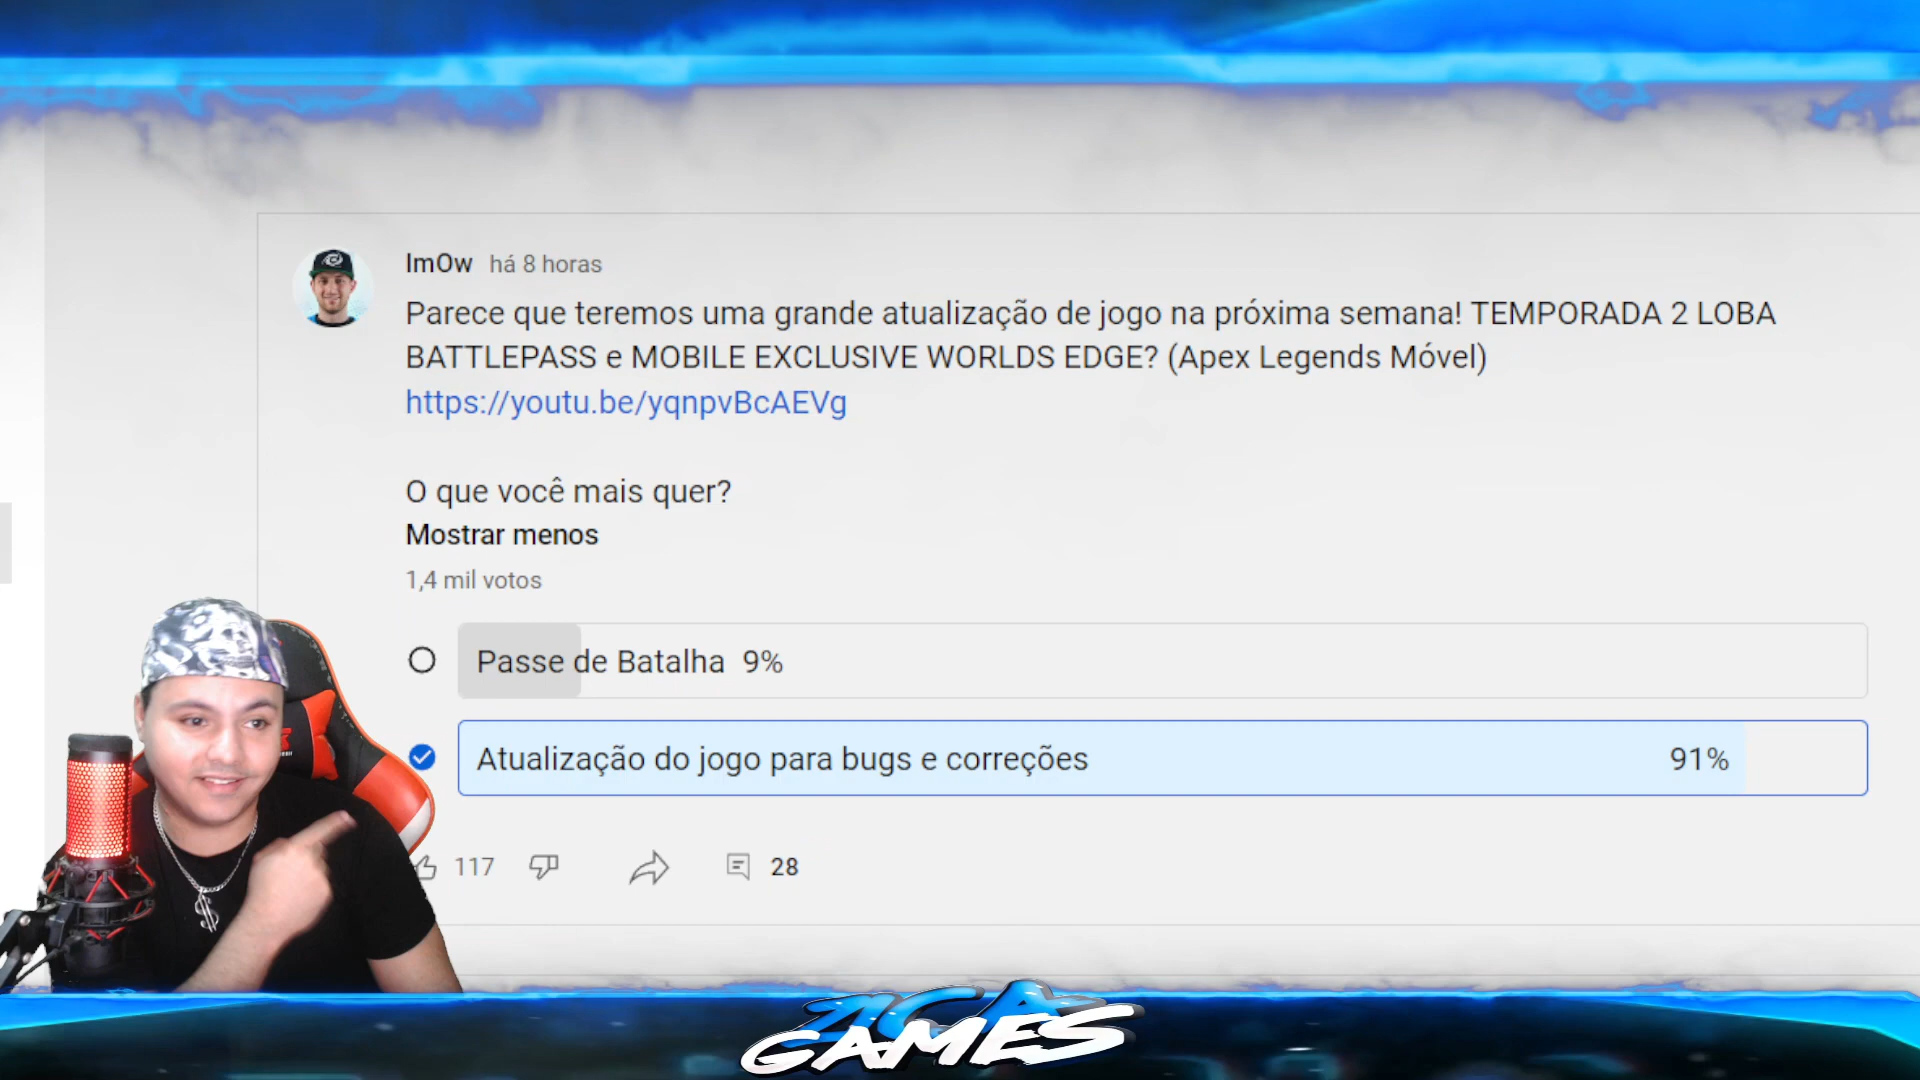 ImOw há 8 horas
Parece que teremos uma grande atualização de jogo na próxima semana! TEMPORADA 2 LOBA
BATTLEPASS e MOBILE EXCLUSIVE WORLDS EDGE? (Apex Legends Móvel)
https://youtu.be/yqnpvBcAEVg
O que você mais quer?
Mostrar menos
1,4 mil votos
Passe de Batalha 9%
Atualização do jogo para bugs e correções 91%
117 28
GAMES